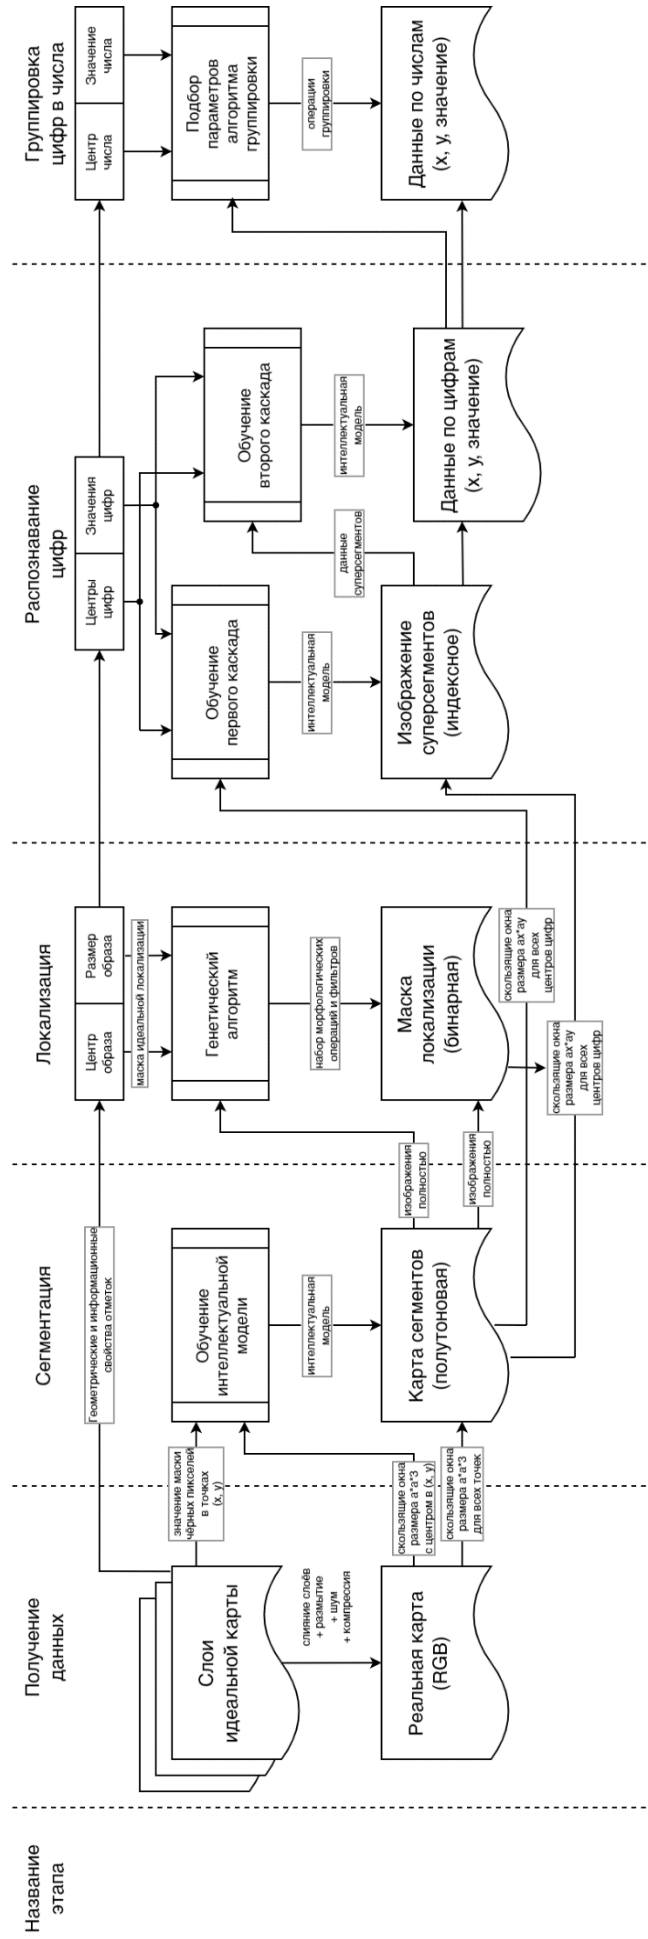 Название
этапа
Получение
данных
Сегментация
Локализация
Распознавание
цифр
Группировка
цифр в числа
Слои
идеальной карты
слияние слоёв
+ размытие
+ шум
+ компрессия
Реальная карта
(RGB)
Геометрические и информационные
свойства отметок
значение маски
чёрных пикселей
в точках
(x, y)
скользящие окна
размера a*a*3
с центром в (x, y)
скользящие окна
размера a*a*3
для всех точек
Обучение
интеллектуальной
модели
интеллектуальная
модель
Карта сегментов
(полутоновая)
изображения
полностью
изображения
полностью
Центр
образа
Размер
образа
маска идеальной локализации
Генетический
алгоритм
набор морфологических
операций и фильтров
Маска
локализации
(бинарная)
скользящие окна
размера ax*ay
для всех
центров цифр
скользящие окна
размера ax*ay
для всех
центров цифр
Центры
цифр
Значения
цифр
Обучение
первого каскада
интеллектуальная
модель
Изображение
суперсегментов
(индексное)
данные
суперсегментов
Обучение
второго каскада
интеллектуальная
модель
Данные по цифрам
(x, y, значение)
Центр
числа
Значение
числа
Подбор
параметров
алгоритма
группировки
операции
группировки
Данные по числам
(x, y, значение)